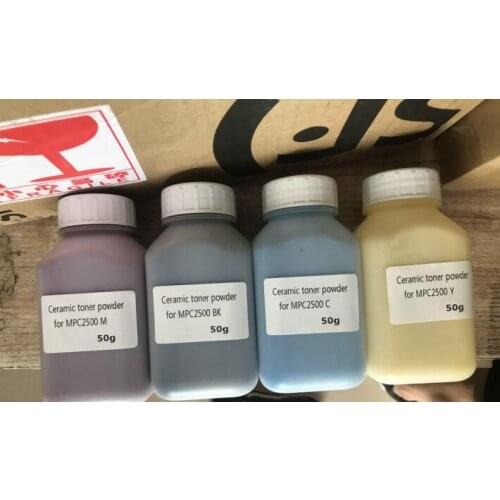 Ceramic toner powder
for MPC2500 M
50g
Ceramic toner powder
for MPC2500 BK
50g
Ceramic toner powder
for MPC2500 C
50g
Ceramic toner powder
for MPC2500 Y
50g